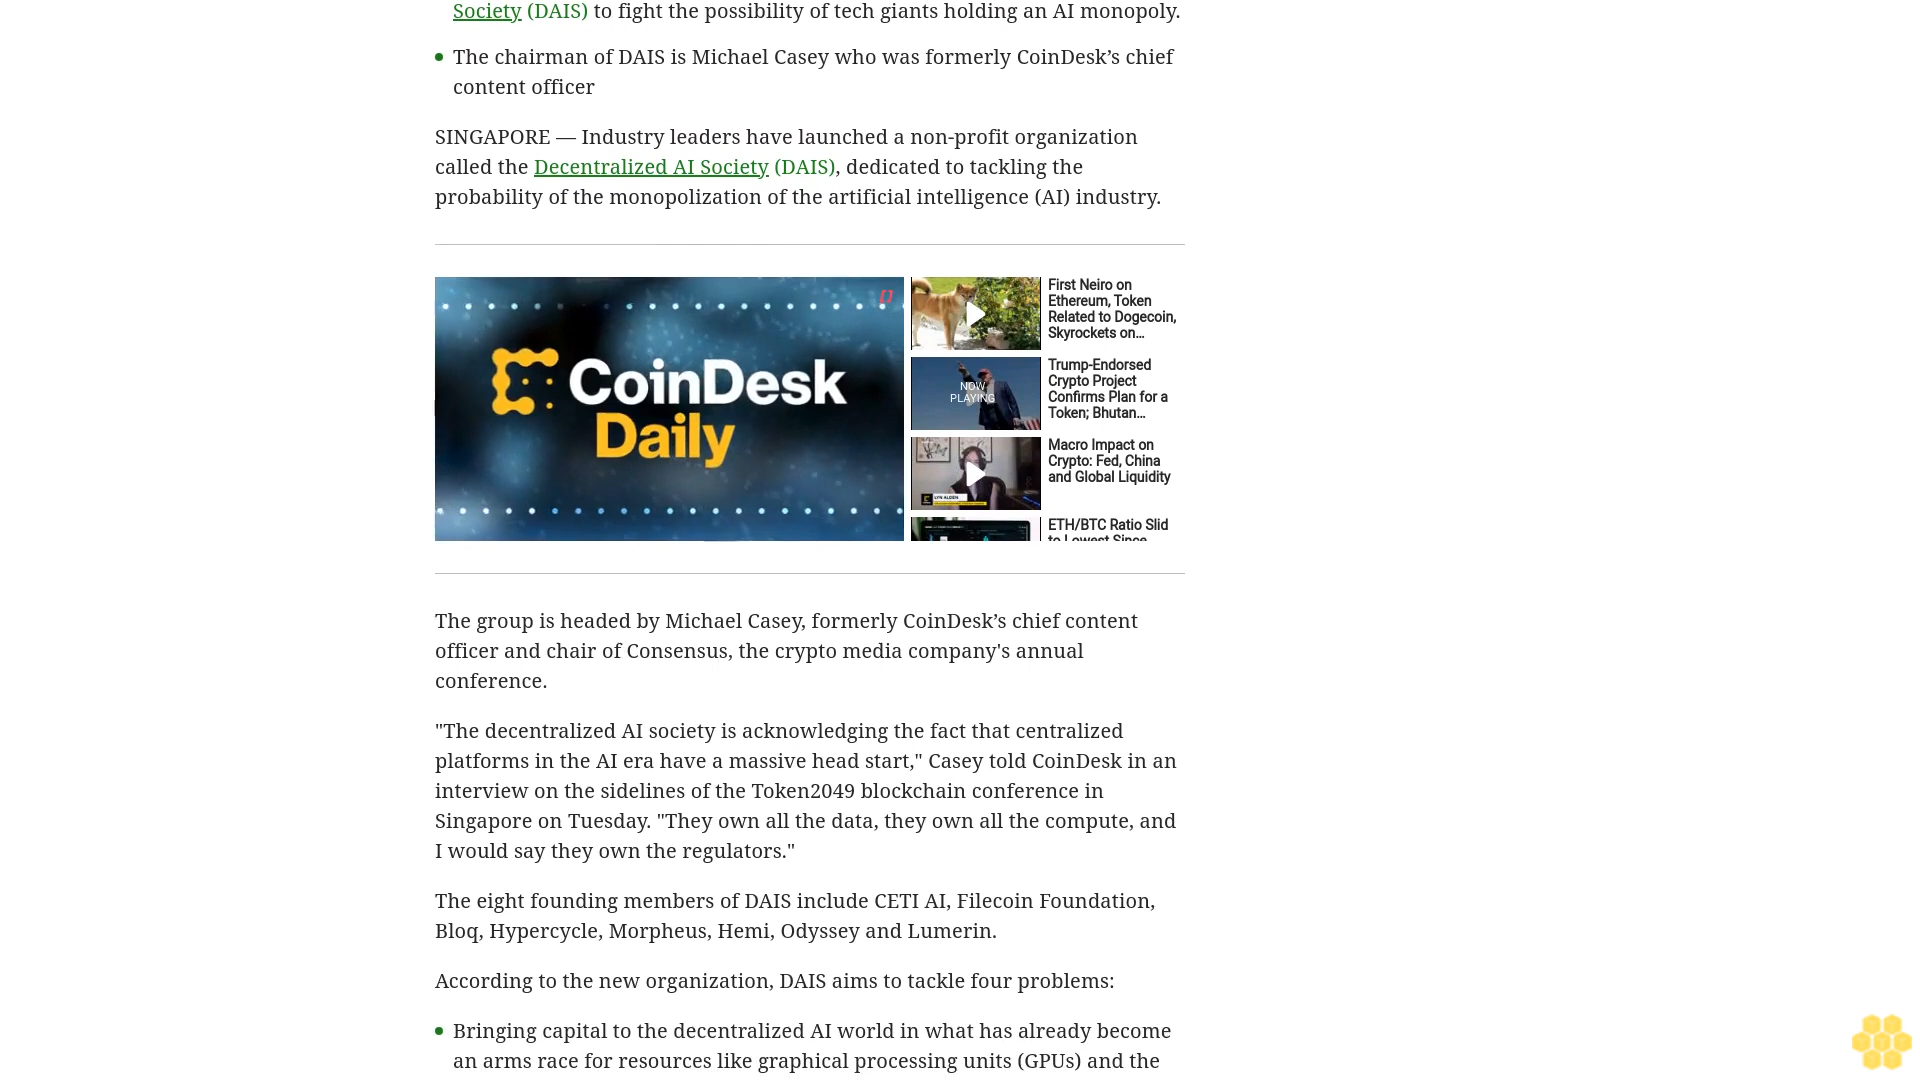 Society (DAIS) to fight the possibility of tech giants holding an AI monopoly.
The chairman of DAIS is Michael Casey who was formerly CoinDesk’s chief
content officer
SINGAPORE — Industry leaders have launched a non-profit organization
called the Decentralized AI Society (DAIS), dedicated to tackling the
probability of the monopolization of the artificial intelligence (AI) industry.
CoinDesk
Daily
First Neiro on
Ethereum, Token
Related to Dogecoin,
Skyrockets on...
NOW
PLAYING
Trump-Endorsed
Crypto Project
Confirms Plan for a
Token; Bhutan...
LYN ALDEN
Macro Impact on
Crypto: Fed, China
and Global Liquidity
ETH/BTC Ratio Slid
to Lowest Since
The group is headed by Michael Casey, formerly CoinDesk’s chief content
officer and chair of Consensus, the crypto media company's annual
conference.
"The decentralized AI society is acknowledging the fact that centralized
platforms in the AI era have a massive head start," Casey told CoinDesk in an
interview on the sidelines of the Token2049 blockchain conference in
Singapore on Tuesday. "They own all the data, they own all the compute, and
I would say they own the regulators."
The eight founding members of DAIS include CETI AI, Filecoin Foundation,
Bloq, Hypercycle, Morpheus, Hemi, Odyssey and Lumerin.
According to the new organization, DAIS aims to tackle four problems:
Bringing capital to the decentralized AI world in what has already become
an arms race for resources like graphical processing units (GPUs) and the